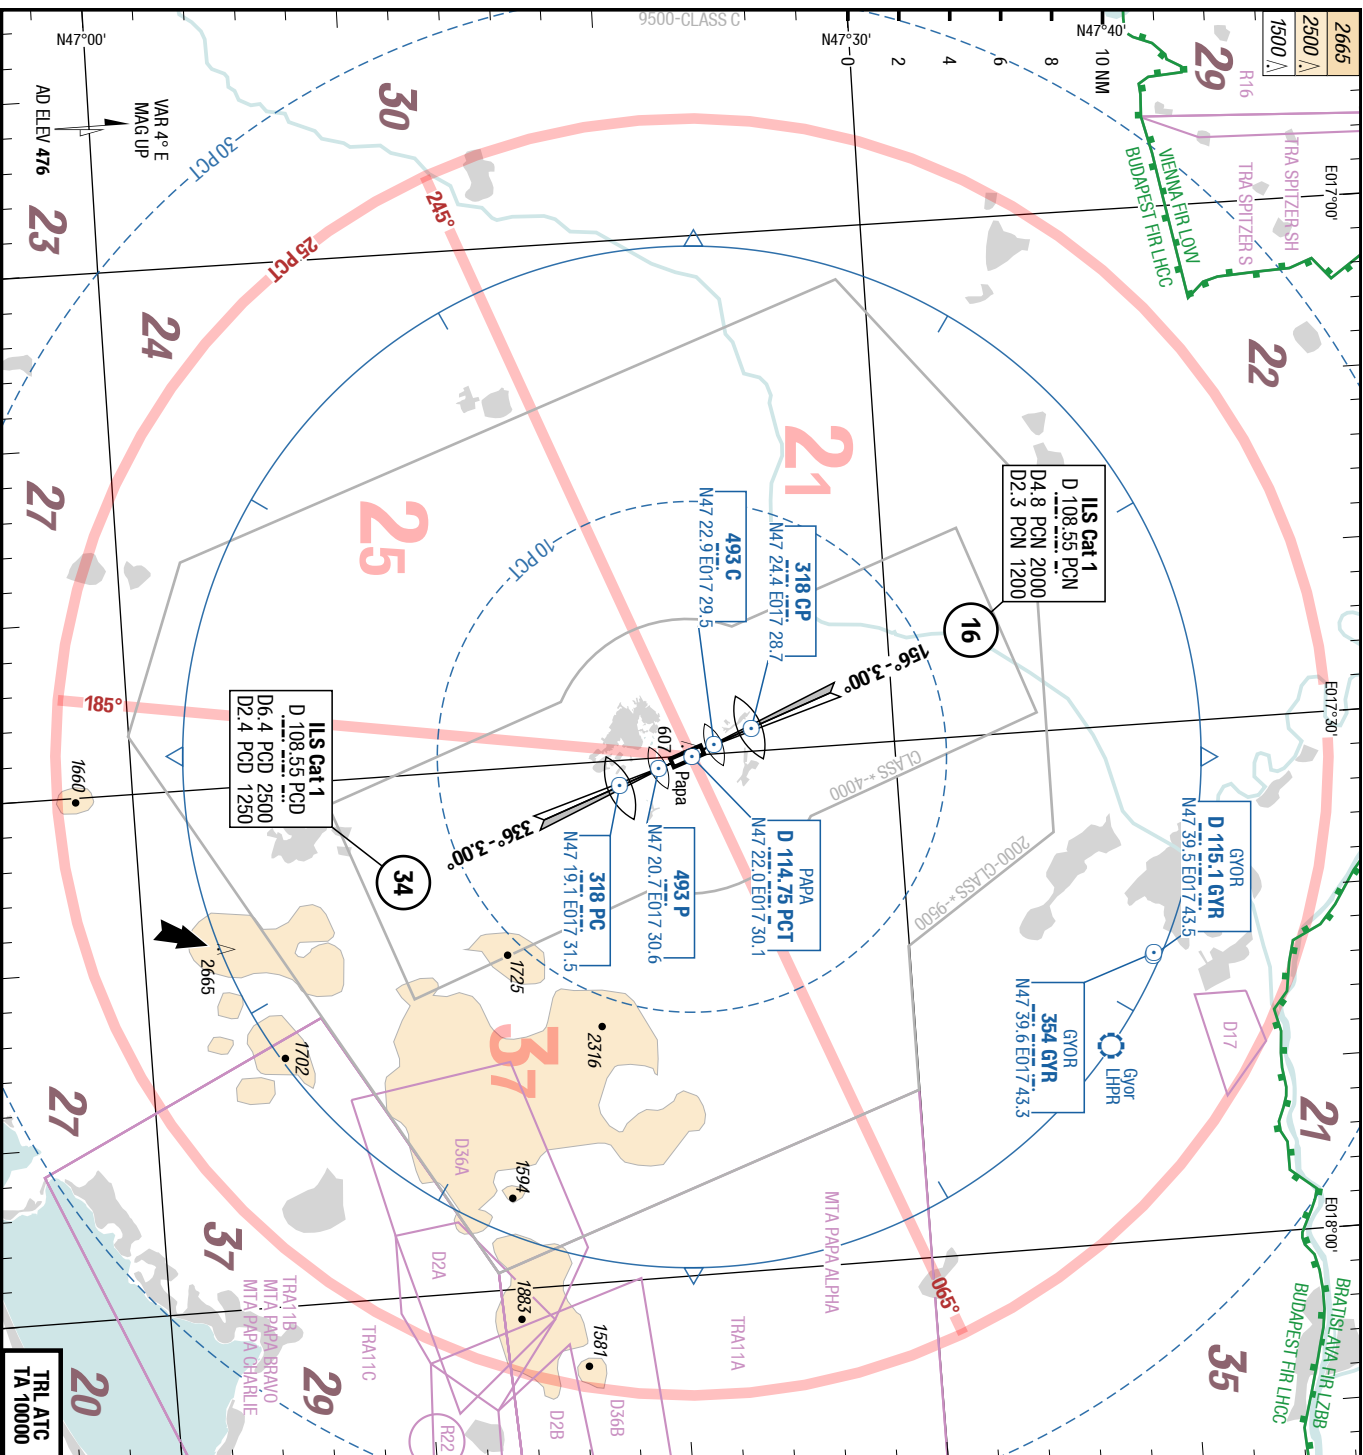 2665
2500
1500
9500-CLASS C
N47°00'
N47°30'
N47°40'
0
2
4
6
8
10 NM
E017°00'
E017°30'
E018°00'
VAR 4° E
MAG UP
AD ELEV 476
29
R16
TRA SPITZER SH
TRA SPITZER S
VIENNA FIR LOVV
BUDAPEST FIR LHCC
30
30 PCT
23
24
25 PCT
245°
22
27
21
25
10 PCT
ILS Cat 1
D 108.55 PCN
D4.8 PCN 2000
D2.3 PCN 1200
16
156°-3.00°
318 CP
N47 24.4 E017 28.7
493 C
N47 22.9 E017 29.5
607
Papa
185°
ILS Cat 1
D 108.55 PCD
D6.4 PCD 2500
D2.4 PCD 1250
34
336°-3.00°
CLASS *-4000
2000-CLASS *-9500
PAPA
D 114.75 PCT
N47 22.0 E017 30.1
493 P
N47 20.7 E017 30.6
318 PC
N47 19.1 E017 31.5
GYOR
D 115.1 GYR
N47 39.5 E017 43.5
GYOR
354 GYR
N47 39.6 E017 43.3
Gyor
LHPR
D17
1660
2665
1725
2316
1702
37
1594
D36A
D2A
1883
1581
065°
MTA PAPA ALPHA
TRA11A
21
27
37
TRA11B
MTA PAPA BRAVO
MTA PAPA CHARLIE
TRA11C
29
20
R22
D2B
D36B
35
BRATISLAVA FIR LZBB
BUDAPEST FIR LHCC
TRL ATC
TA 10000